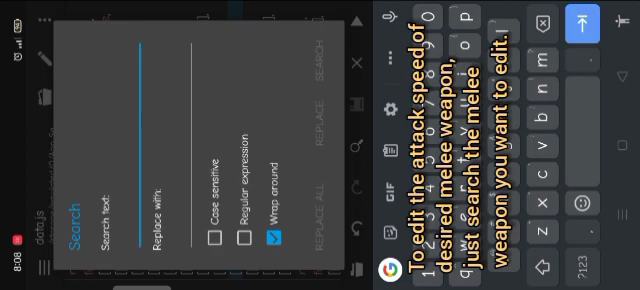 8:08
data.js
Search
Search text:
Replace with:
Case sensitive
Regular expression
Wrap around
REPLACE ALL
REPLACE
SEARCH
To edit the attack speed of
desired melee weapon,
just search the melee
weapon you want to edit.
GIF
z x c v b n m
?123 , .